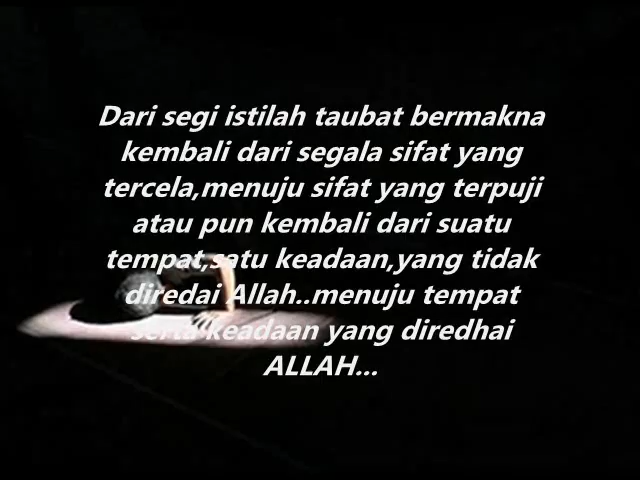 Dari segi istilah taubat bermakna
kembali dari segala sifat yang
tercela,menuju sifat yang terpuji
atau pun kembali dari suatu
tempat,satu keadaan,yang tidak
diredai Allah..menuju tempat
serta keadaan yang diredhai
ALLAH...